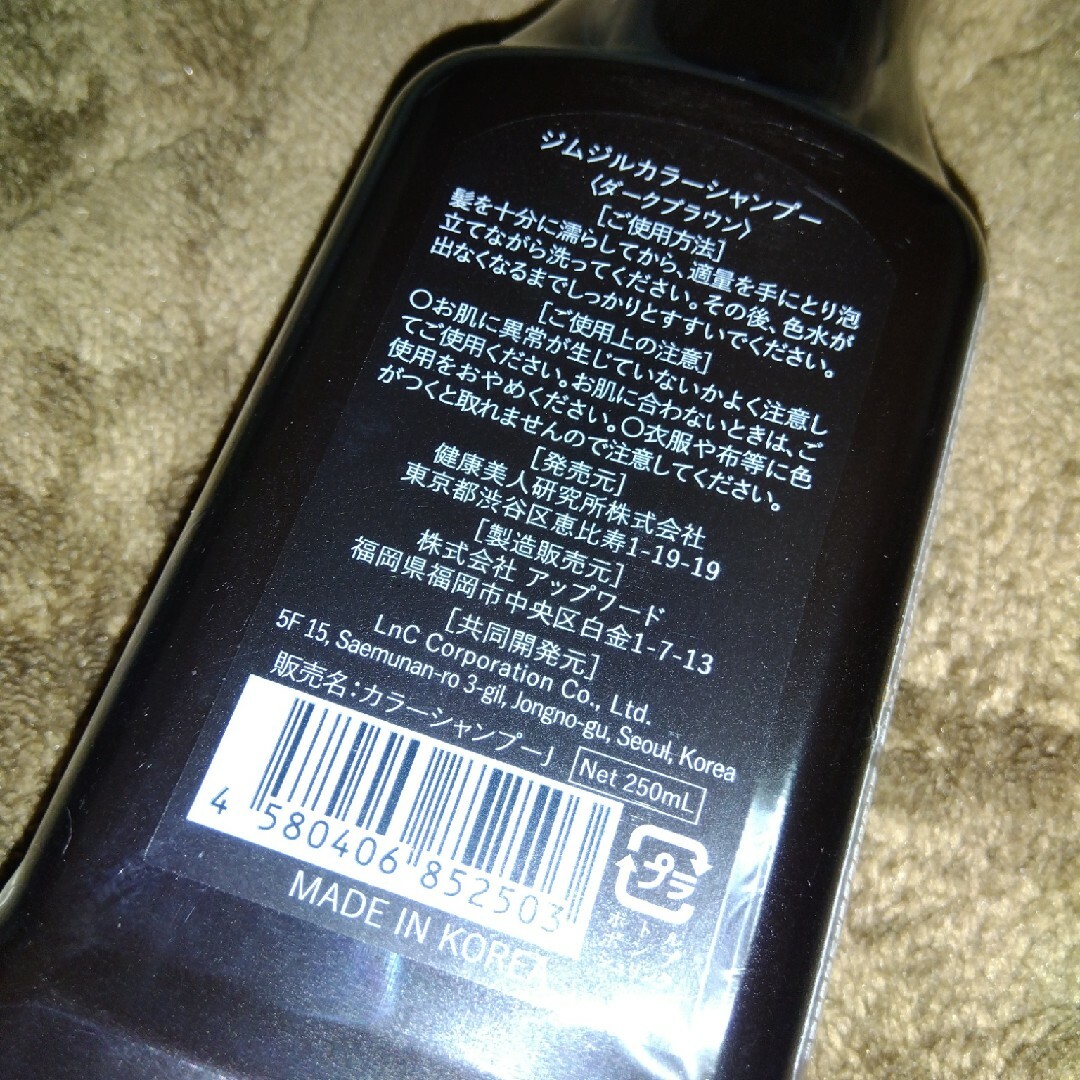 ジムジルカラーシャンプー
〈ダークブラウン〉
[ご使用方法]
髪を十分に濡らしてから、適量を手にとり泡
立てながら洗ってください。その後、色水が
出なくなるまでしっかりとすすいでください。
[ご使用上の注意]
〇お肌に異常が生じていないかよく注意し
てご使用ください。お肌に合わないときは、ご
使用をおやめください。〇衣服や布等に色
がつくと取れませんので注意してください。
[発売元]
健康美人研究所株式会社
東京都渋谷区恵比寿1-19-19
[製造販売元]
株式会社 アップワード
福岡県福岡市中央区白金1-7-13
[共同開発元]
LnC Corporation Co., Ltd.
5F 15, Saemunan-ro 3-gil, Jongno-gu, Seoul, Korea
販売名:カラーシャンプーJ
Net 250mL
4 580406 852503
プラ
ボトル
MADE IN KOREA